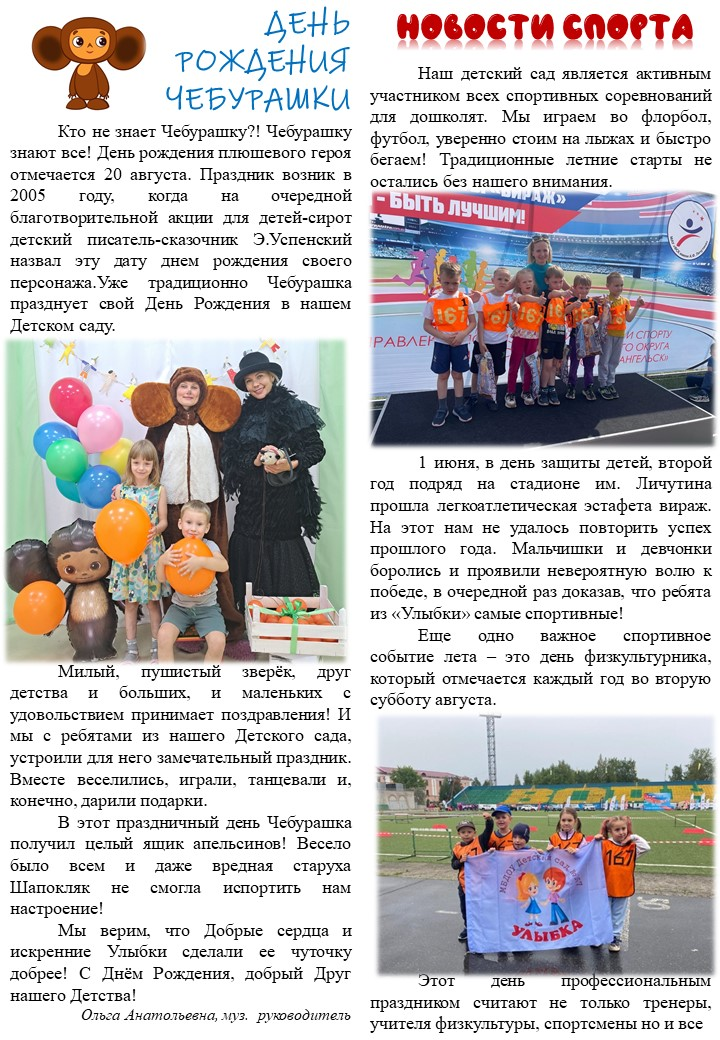 ДЕНЬ
РОЖДЕНИЯ
ЧЕБУРАШКИ
Кто не знает Чебурашку?! Чебурашку
знают все! День рождения плюшевого героя
отмечается 20 августа. Праздник возник в
2005 году, когда на очередной
благотворительной акции для детей-сирот
детский писатель-сказочник Э.Успенский
назвал эту дату днем рождения своего
персонажа.Уже традиционно Чебурашка
празднует свой День Рождения в нашем
Детском саду.
Милый, пушистый зверёк, друг
детства и больших, и маленьких с
удовольствием принимает поздравления! И
мы с ребятами из нашего Детского сада,
устроили для него замечательный праздник.
Вместе веселились, играли, танцевали и,
конечно, дарили подарки.
В этот праздничный день Чебурашка
получил целый ящик апельсинов! Весело
было всем и даже вредная старуха
Шапокляк не смогла испортить нам
настроение!
Мы верим, что Добрые сердца и
искренние Улыбки сделали ее чуточку
добрее! С Днём Рождения, добрый Друг
нашего Детства!
Ольга Анатольевна, муз. руководитель
НОВОСТИ СПОРТА
Наш детский сад является активным
участником всех спортивных соревнований
для дошколят. Мы играем во флорбол,
футбол, уверенно стоим на лыжах и быстро
бегаем! Традиционные летние старты не
остались без нашего внимания.
ВИРАЖ»
- БЫТЬ ЛУЧШИМ!
167
И СПОРТУ
ОКРУГА
1 июня, в день защиты детей, второй
год подряд на стадионе им. Личутина
прошла легкоатлетическая эстафета вираж.
На этот нам не удалось повторить успех
прошлого года. Мальчишки и девчонки
боролись и проявили невероятную волю к
победе, в очередной раз доказав, что ребята
из «Улыбки» самые спортивные!
Еще одно важное спортивное
событие лета – это день физкультурника,
который отмечается каждый год во вторую
субботу августа.
МБДОУ Детский сад
УЛЫБКА
167
Этот день профессиональным
праздником считают не только тренеры,
учителя физкультуры, спортсмены но и все